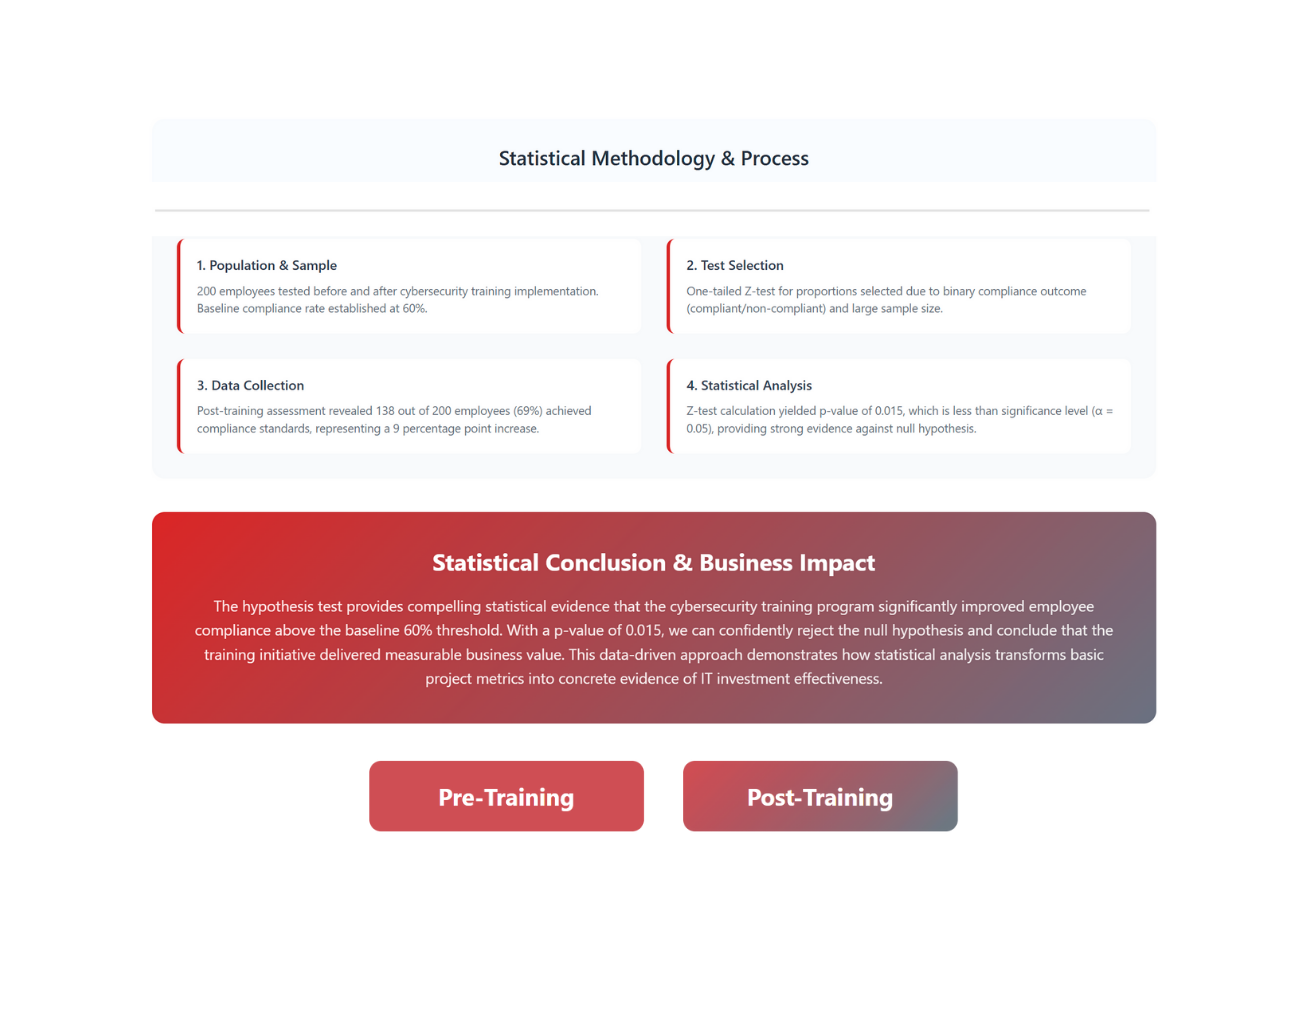 Statistical Methodology & Process
1. Population & Sample
200 employees tested before and after cybersecurity training implementation.
Baseline compliance rate established at 60%.
2. Test Selection
One-tailed Z-test for proportions selected due to binary compliance outcome
(compliant/non-compliant) and large sample size.
3. Data Collection
Post-training assessment revealed 138 out of 200 employees (69%) achieved
compliance standards, representing a 9 percentage point increase.
4. Statistical Analysis
Z-test calculation yielded p-value of 0.015, which is less than significance level (α =
0.05), providing strong evidence against null hypothesis.
Statistical Conclusion & Business Impact
The hypothesis test provides compelling statistical evidence that the cybersecurity training program significantly improved employee
compliance above the baseline 60% threshold. With a p-value of 0.015, we can confidently reject the null hypothesis and conclude that the
training initiative delivered measurable business value. This data-driven approach demonstrates how statistical analysis transforms basic
project metrics into concrete evidence of IT investment effectiveness.
Pre-Training
Post-Training